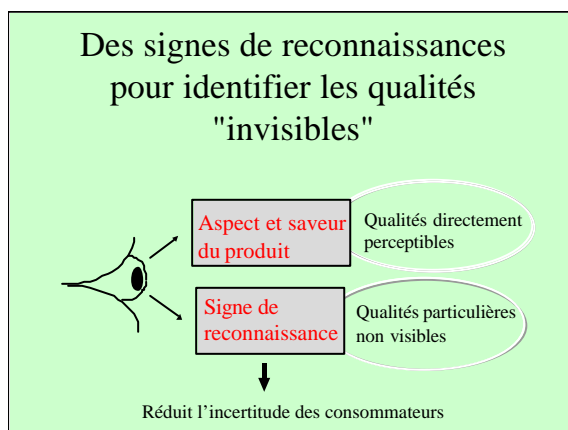 Des signes de reconnaissances
pour identifier les qualités
"invisibles"
Aspect et saveur
du produit
Qualités directement
perceptibles
Signe de
reconnaissance
Qualités particulières
non visibles
Réduit l’incertitude des consommateurs